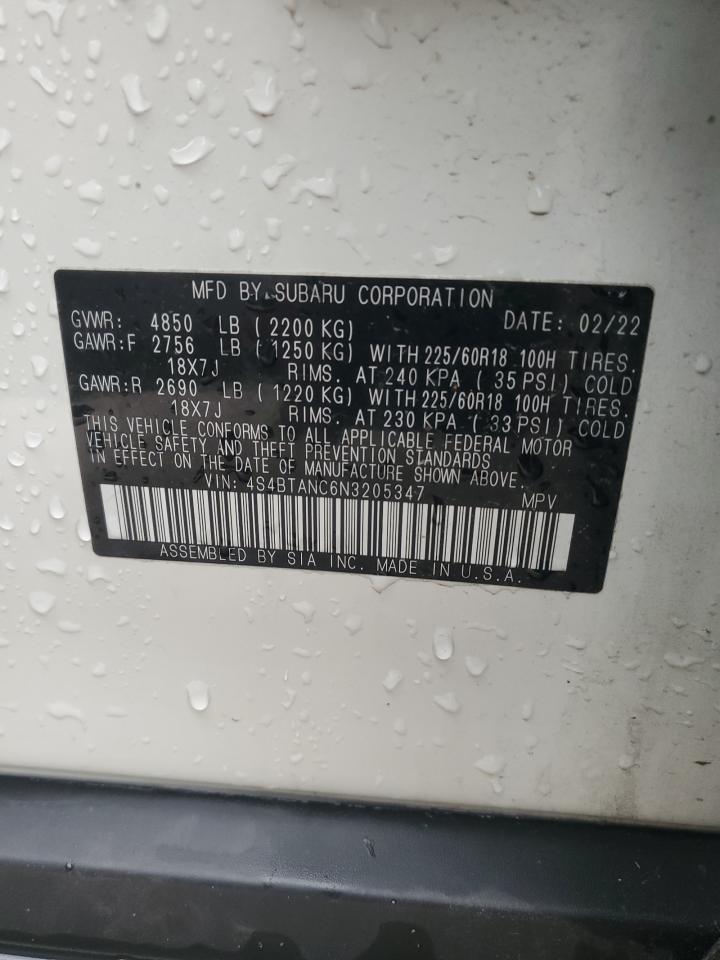 MFD BY SUBARU CORPORATION
GVWR: 4850 LB ( 2200 KG) DATE: 02/22
GAWR:F 2756 LB ( 1250 KG) WITH 225/60R18 100H TIRES.
18X7J RIMS. AT 240 KPA ( 35 PSI) COLD
GAWR:R 2690 LB ( 1220 KG) WITH 225/60R18 100H TIRES.
18X7J RIMS. AT 230 KPA ( 33 PSI) COLD
THIS VEHICLE CONFORMS TO ALL APPLICABLE FEDERAL MOTOR
VEHICLE SAFETY AND THEFT PREVENTION STANDARDS
IN EFFECT ON THE DATE OF MANUFACTURE SHOWN ABOVE.
VIN: 4S4BTANC6N3205347 MPV
ASSEMBLED BY SIA INC. MADE IN U.S.A.